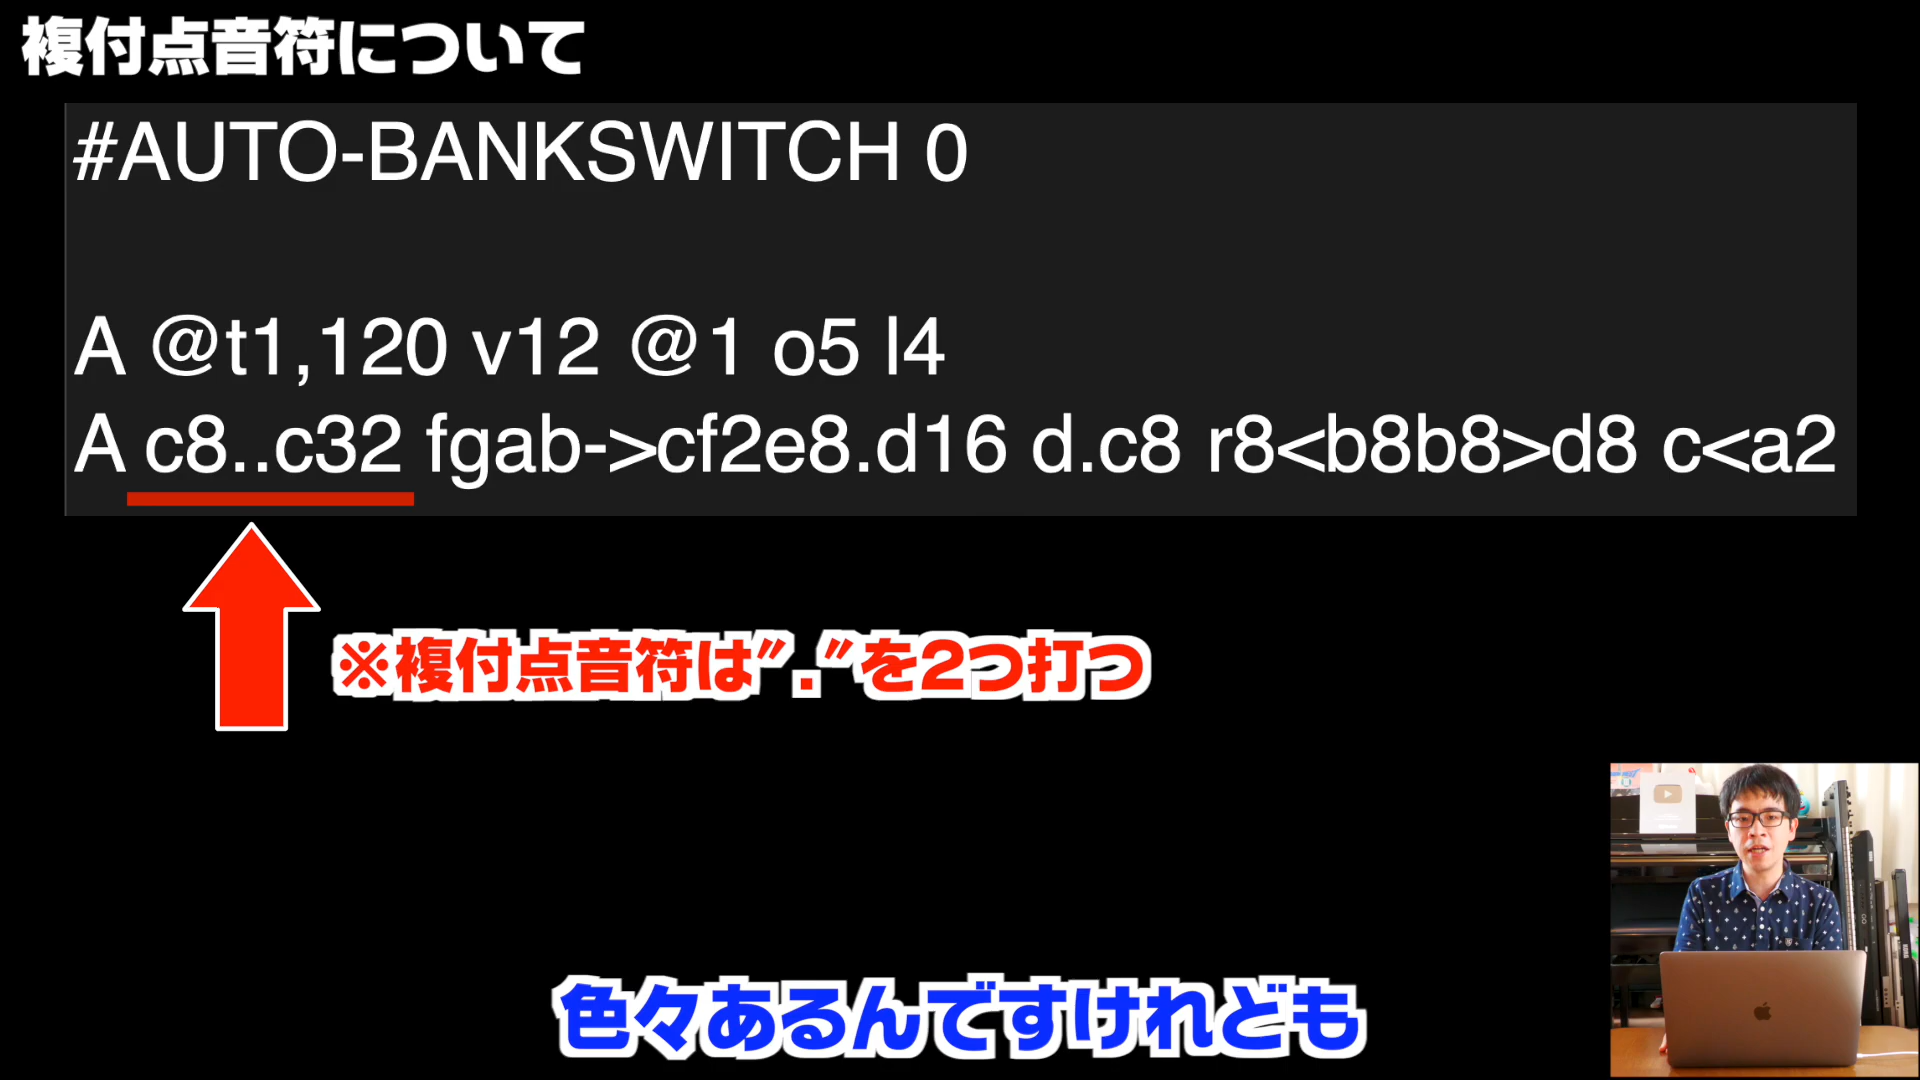 複付点音符について
#AUTO-BANKSWITCH 0
A @t1,120 v12 @1 o5 l4
A c8..c32 fgab->cf2e8.d16 d.c8 r8<b8b8>d8 c<a2
※複付点音符は”.”を2つ打つ
色々あるんですけれども